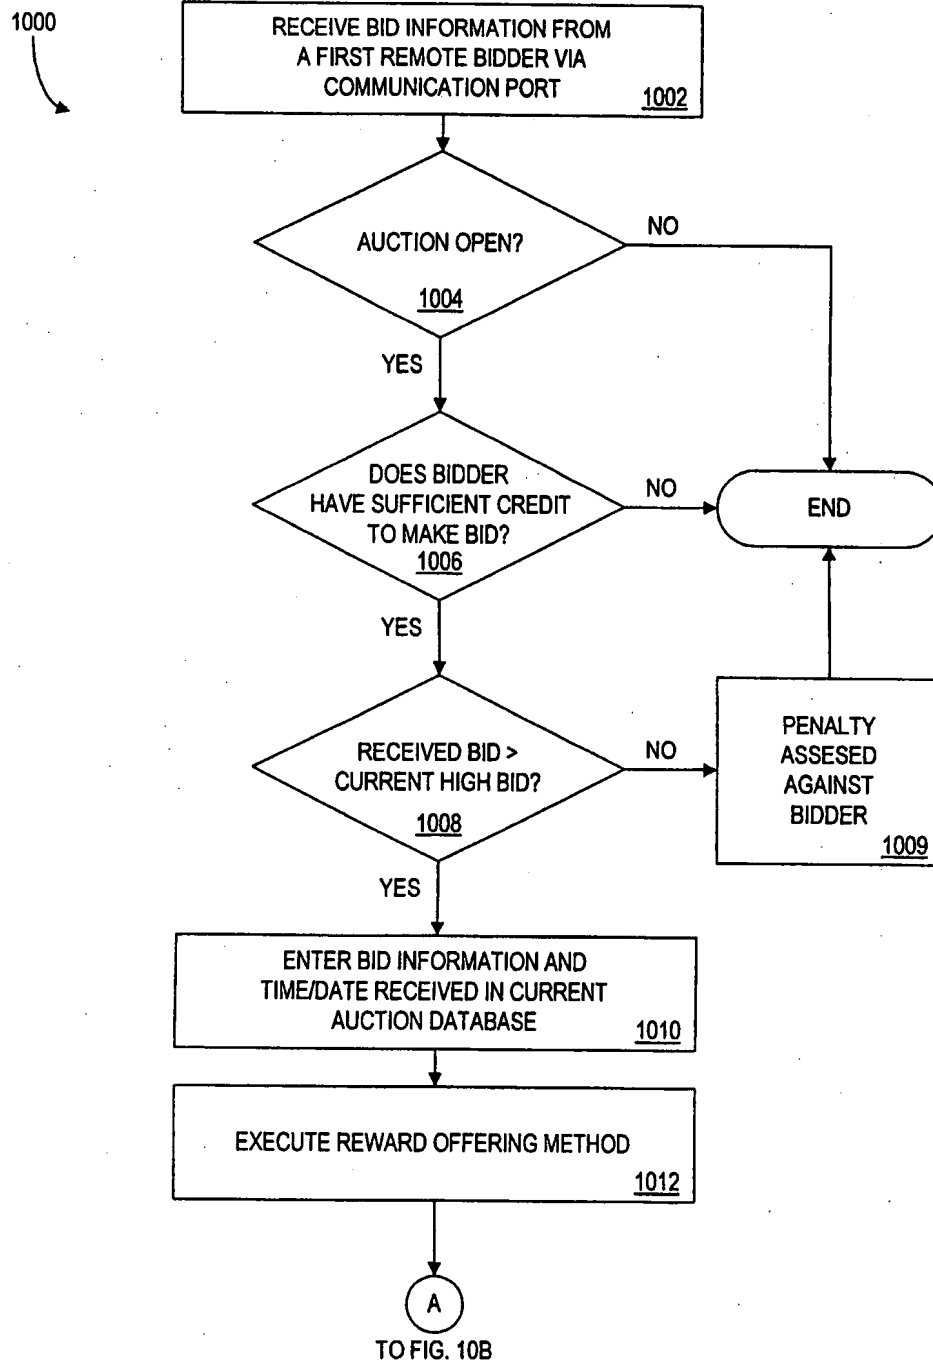 1000
RECEIVE BID INFORMATION FROM
A FIRST REMOTE BIDDER VIA
COMMUNICATION PORT
1002
AUCTION OPEN?
1004
NO
YES
DOES BIDDER
HAVE SUFFICIENT CREDIT
TO MAKE BID?
1006
NO
END
YES
RECEIVED BID >
CURRENT HIGH BID?
1008
NO
PENALTY
ASSESED
AGAINST
BIDDER
1009
YES
ENTER BID INFORMATION AND
TIME/DATE RECEIVED IN CURRENT
AUCTION DATABASE
1010
EXECUTE REWARD OFFERING METHOD
1012
A
TO FIG. 10B